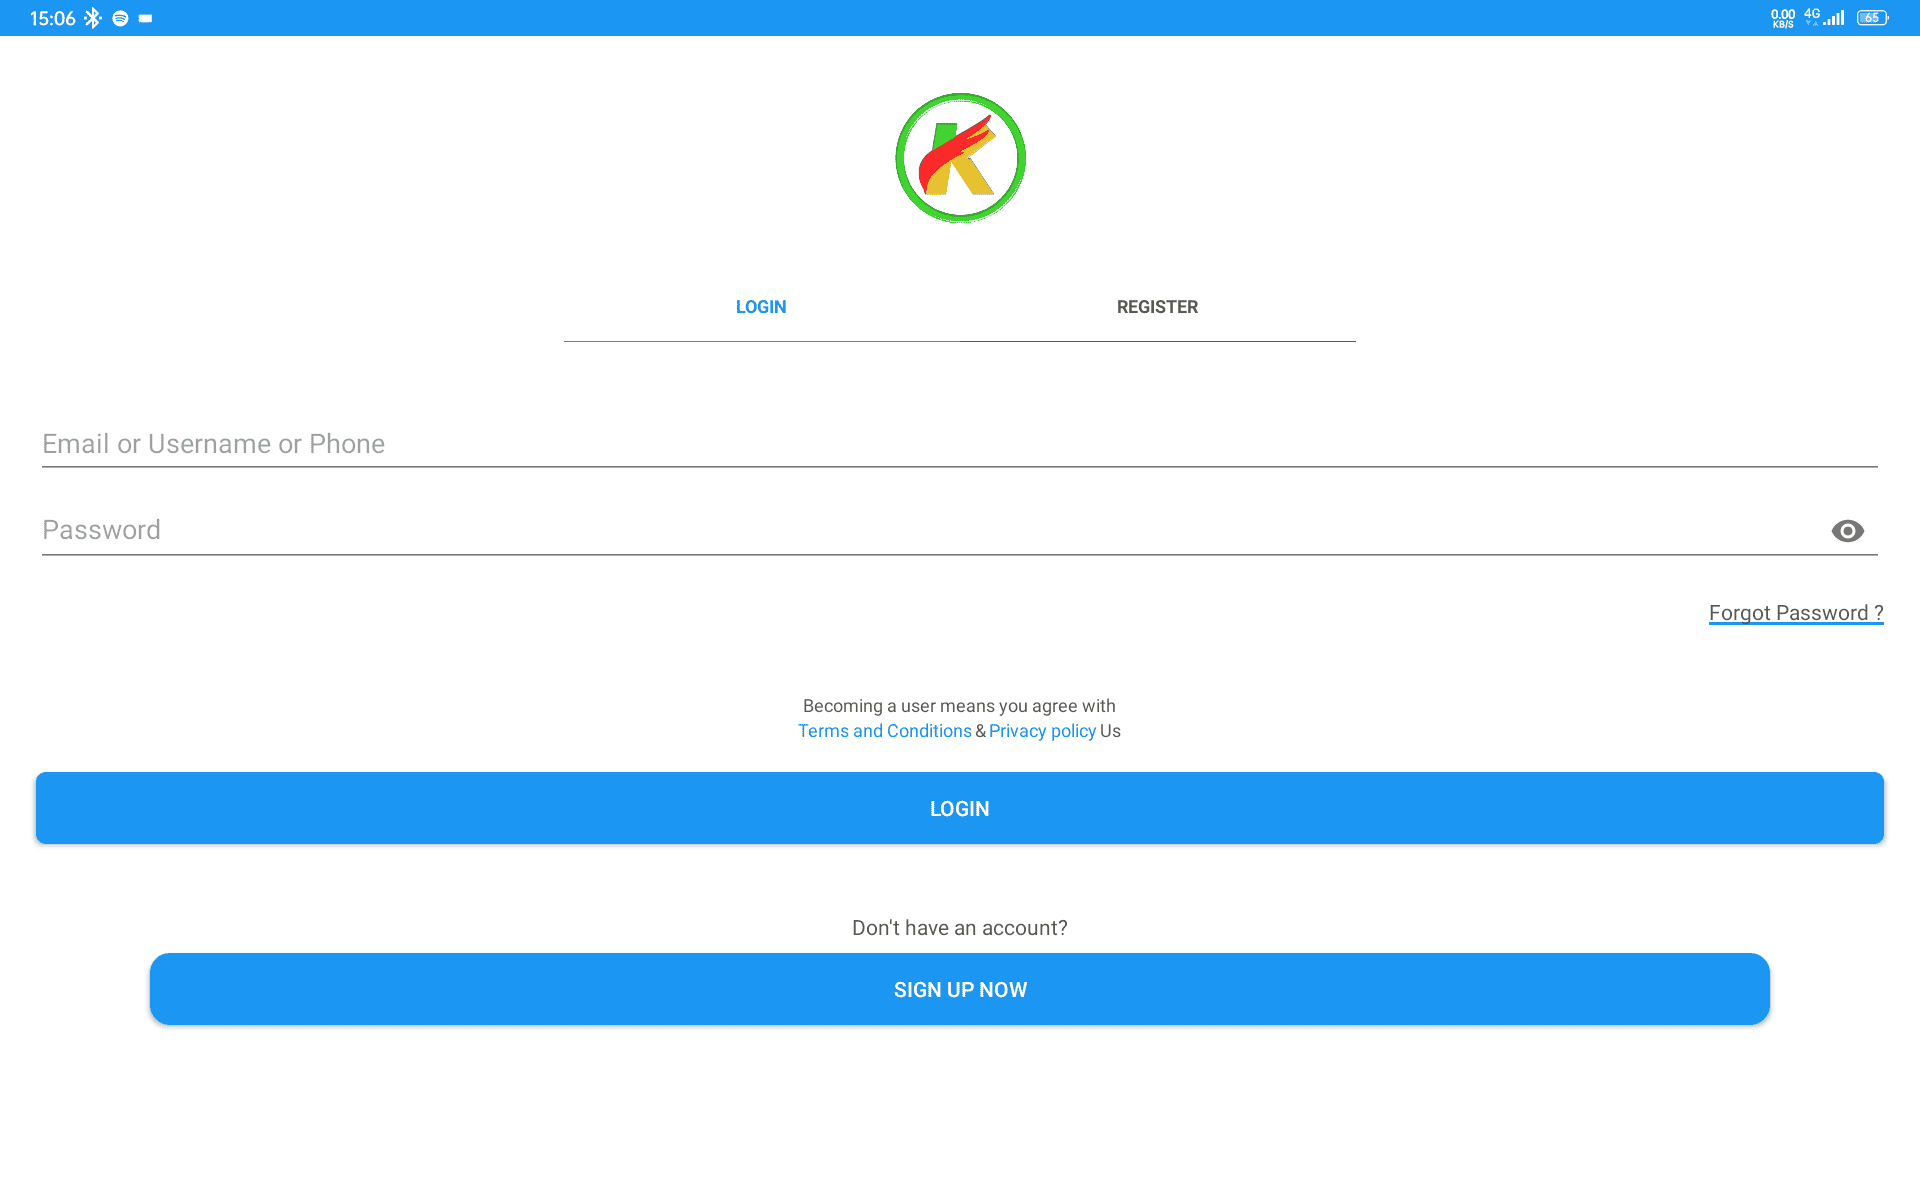 15:06
0.00 KB/S 4G 65
K
LOGIN
REGISTER
Email or Username or Phone
Password
Forgot Password ?
Becoming a user means you agree with
Terms and Conditions & Privacy policy Us
LOGIN
Don't have an account?
SIGN UP NOW